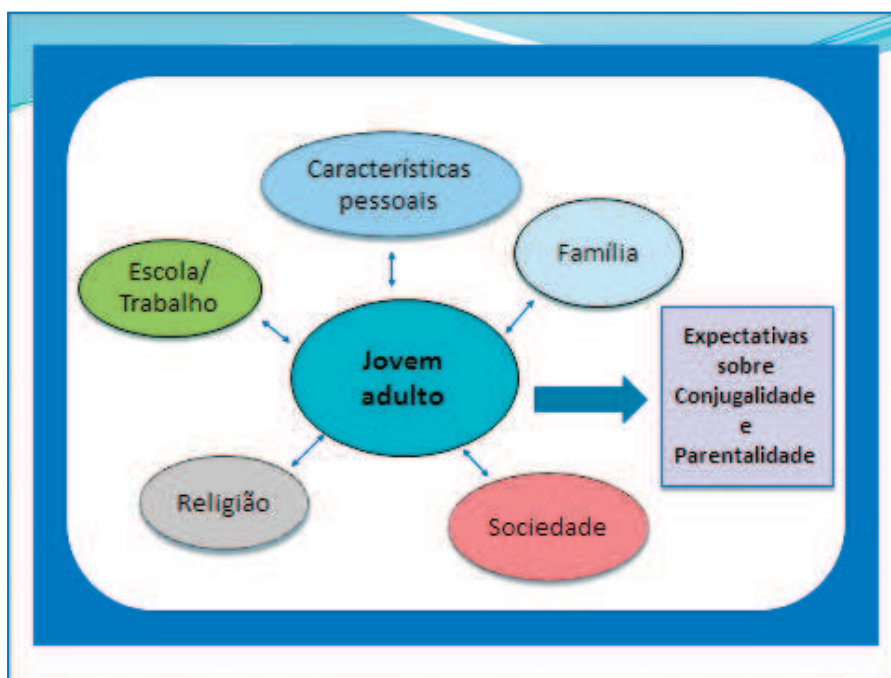 Características
pessoais
Família
Escola/
Trabalho
Jovem
adulto
Expectativas
sobre
Conjugalidade
e
Parentalidade
Religião
Sociedade